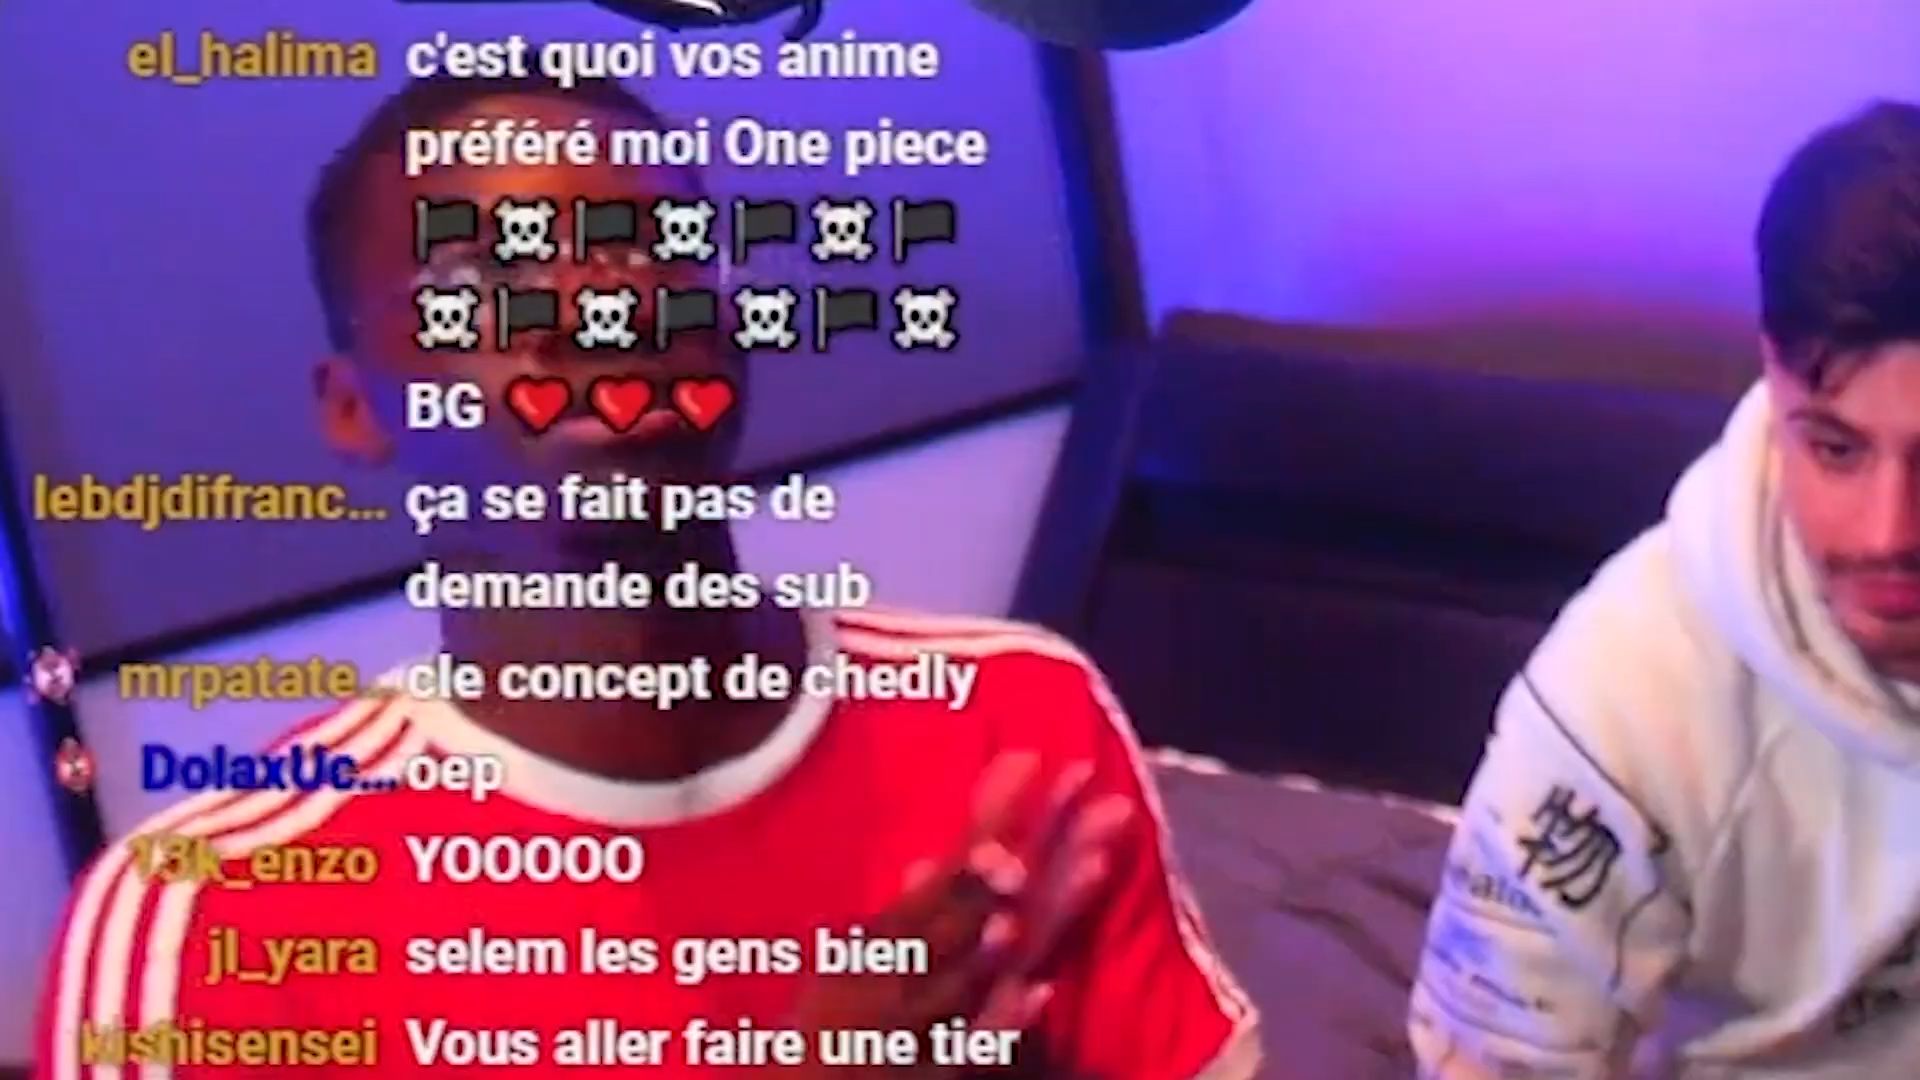 el_halima c'est quoi vos anime
préféré moi One piece
🏴☠️🏴☠️🏴☠️🏴
☠️🏴☠️🏴☠️🏴☠️
BG ❤️❤️❤️
lebdjdifranc... ça se fait pas de
demande des sub
mrpatate... cle concept de chedly
DolaxUc... oep
13k_enzo YOOOOO
jl_yara selem les gens bien
kishisensei Vous aller faire une tier
物